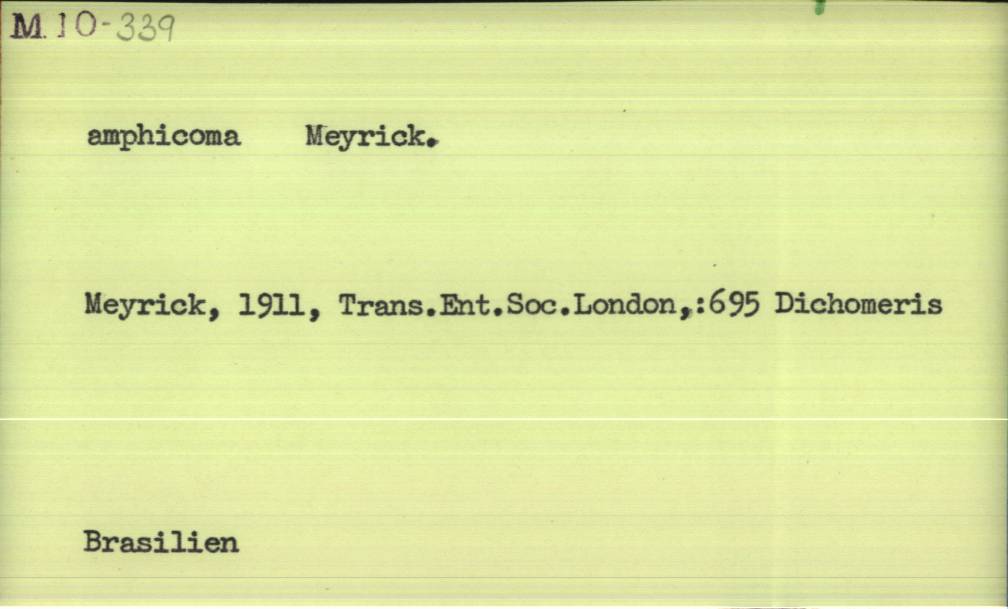 M. 10-339
amphicoma Meyrick.
Meyrick, 1911, Trans.Ent.Soc.London,:695 Dichomeris
Brasilien